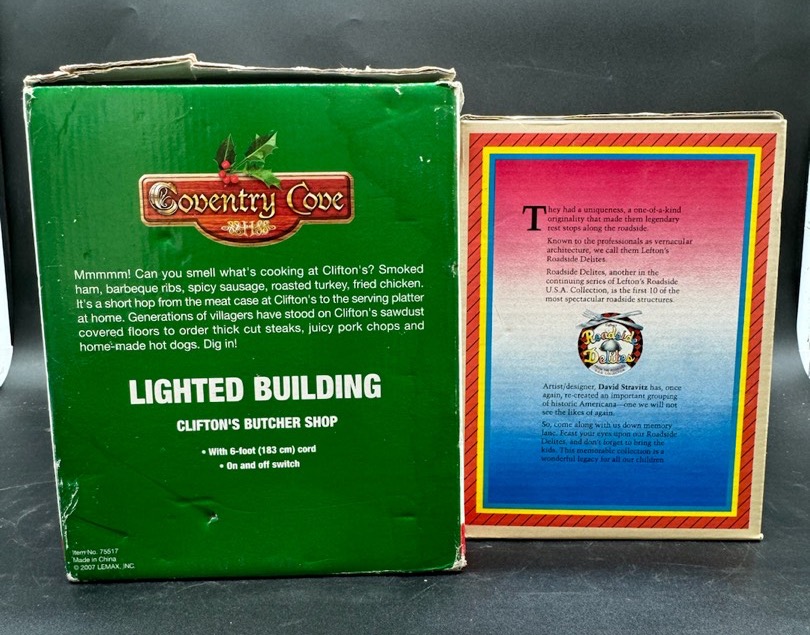 Coventry Cove
Mmmmm! Can you smell what's cooking at Clifton's? Smoked
ham, barbeque ribs, spicy sausage, roasted turkey, fried chicken.
It's a short hop from the meat case at Clifton's to the serving platter
at home. Generations of villagers have stood on Clifton's sawdust
covered floors to order thick cut steaks, juicy pork chops and
home-made hot dogs. Dig in!
LIGHTED BUILDING
CLIFTON'S BUTCHER SHOP
• With 6-foot (183 cm) cord
• On and off switch
Item No. 75517
Made in China
© 2007 LEMAX, INC.
They had a uniqueness, a one-of-a-kind
originality that made them legendary
rest stops along the roadside.
Known to the professionals as vernacular
architecture, we call them Lefton's
Roadside Delites.
Roadside Delites, another in the
continuing series of Lefton's Roadside
U.S.A. Collection, is the first 10 of the
most spectacular roadside structures.
Roadside
Delites
Artist/designer, David Stravitz has, once
again, re-created an important grouping
of historic Americana—one we will not
see the likes of again.
So, come along with us down memory
lane. Feast your eyes upon our Roadside
Delites, and don't forget to bring the
kids. This memorable collection is a
wonderful legacy for all our children.